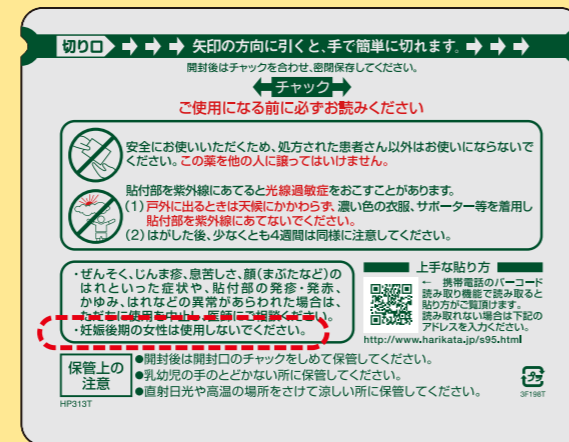 切り口 矢印の方向に引くと、手で簡単に切れます。
開封後はチャックを合わせ、密閉保存してください。
チャック
ご使用になる前に必ずお読みください
安全にお使いいただくため、処方された患者さん以外はお使いにならないで
ください。この薬を他の人に譲ってはいけません。
貼付部を紫外線にあてると光線過敏症をおこすことがあります。
(1)戸外に出るときは天候にかかわらず、濃い色の衣服、サポーター等を着用し
貼付部を紫外線にあてないでください。
(2)はがした後、少なくとも4週間は同様に注意してください。
・ぜんそく、じんま疹、息苦しさ、顔(まぶたなど)の
はれといった症状や、貼付部の発疹・発赤、
かゆみ、はれなどの異常があらわれた場合は、
ただちに使用を中止し、医師にご相談ください。
・妊娠後期の女性は使用しないでください。
上手な貼り方
← 携帯電話のバーコード
読み取り機能で読み取ると
貼り方がご覧頂けます。
読み取れない場合は下記の
アドレスを入力ください。
http://www.harikata.jp/s95.html
保管上の
注意
●開封後は開封口のチャックをしめて保管してください。
●乳幼児の手のとどかない所に保管してください。
●直射日光や高温の場所をさけて涼しい所に保管してください。
プラ
3F198T
HP313T